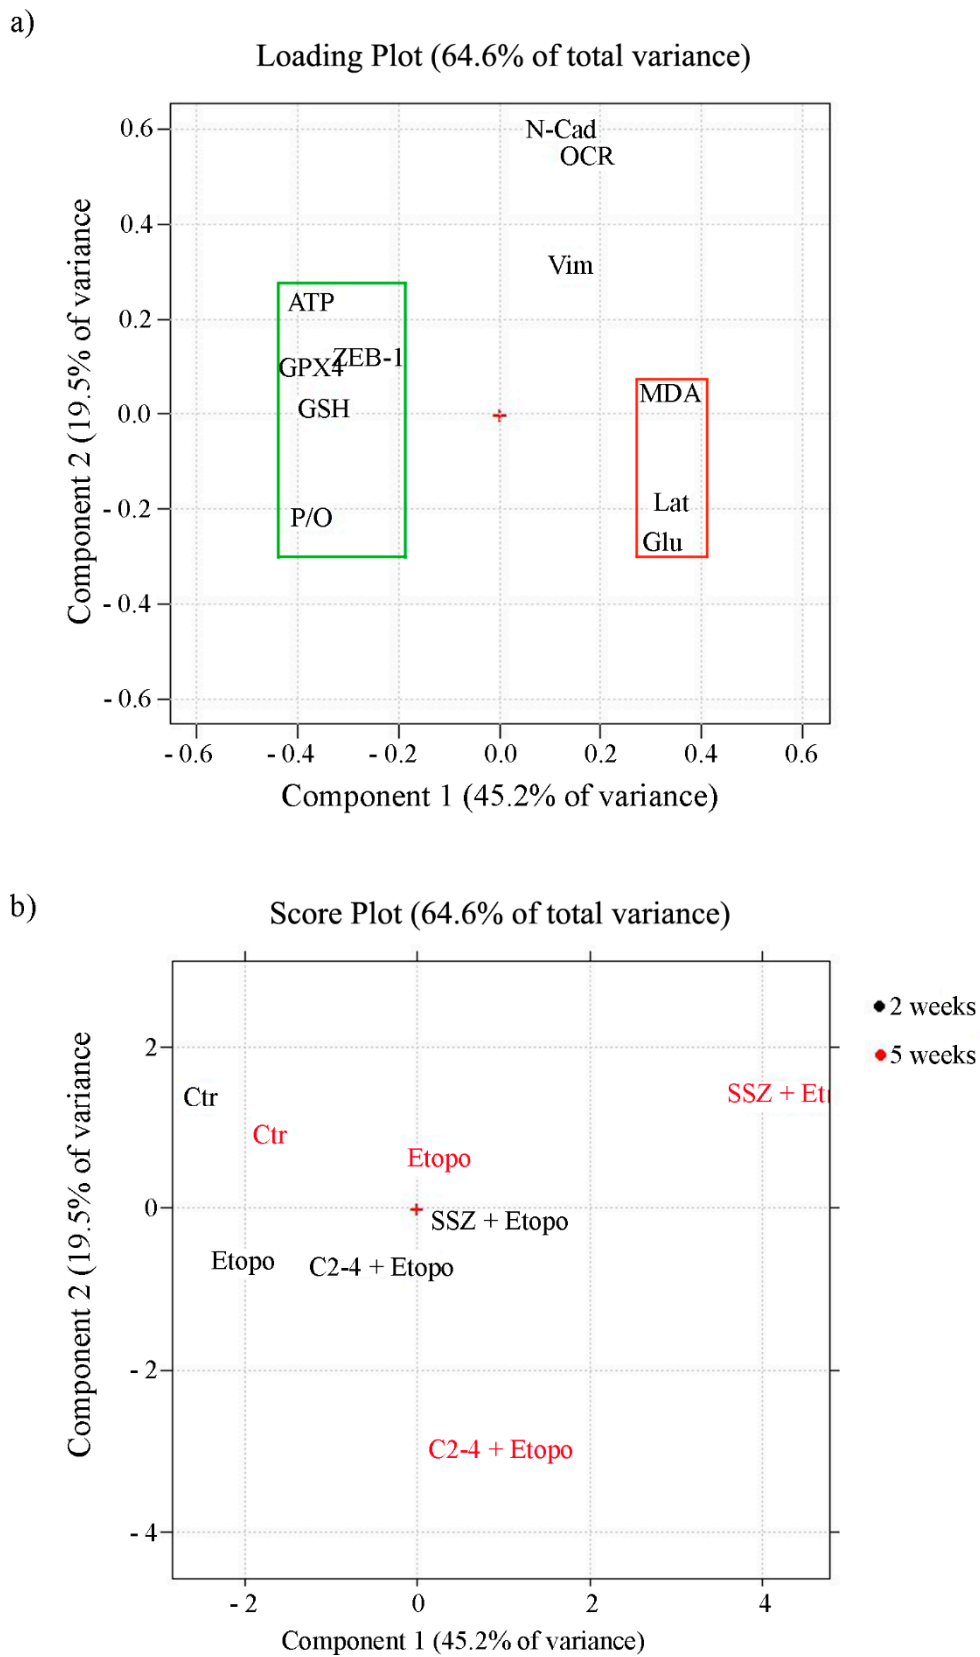 a)
Loading Plot (64.6% of total variance)
Component 2 (19.5% of variance)
0.6
0.4
0.2
0.0
- 0.2
- 0.4
- 0.6
N-Cad
OCR
Vim
ATP
ZEB-1
GPX4
GSH
MDA
P/O
Lat
Glu
- 0.6 - 0.4 - 0.2 0.0 0.2 0.4 0.6
Component 1 (45.2% of variance)
b)
Score Plot (64.6% of total variance)
Component 2 (19.5% of variance)
2
0
- 2
- 4
2 weeks
5 weeks
Ctr
SSZ + Et
Ctr
Etopo
SSZ + Etopo
Etopo
C2-4 + Etopo
C2-4 + Etopo
- 2 0 2 4
Component 1 (45.2% of variance)